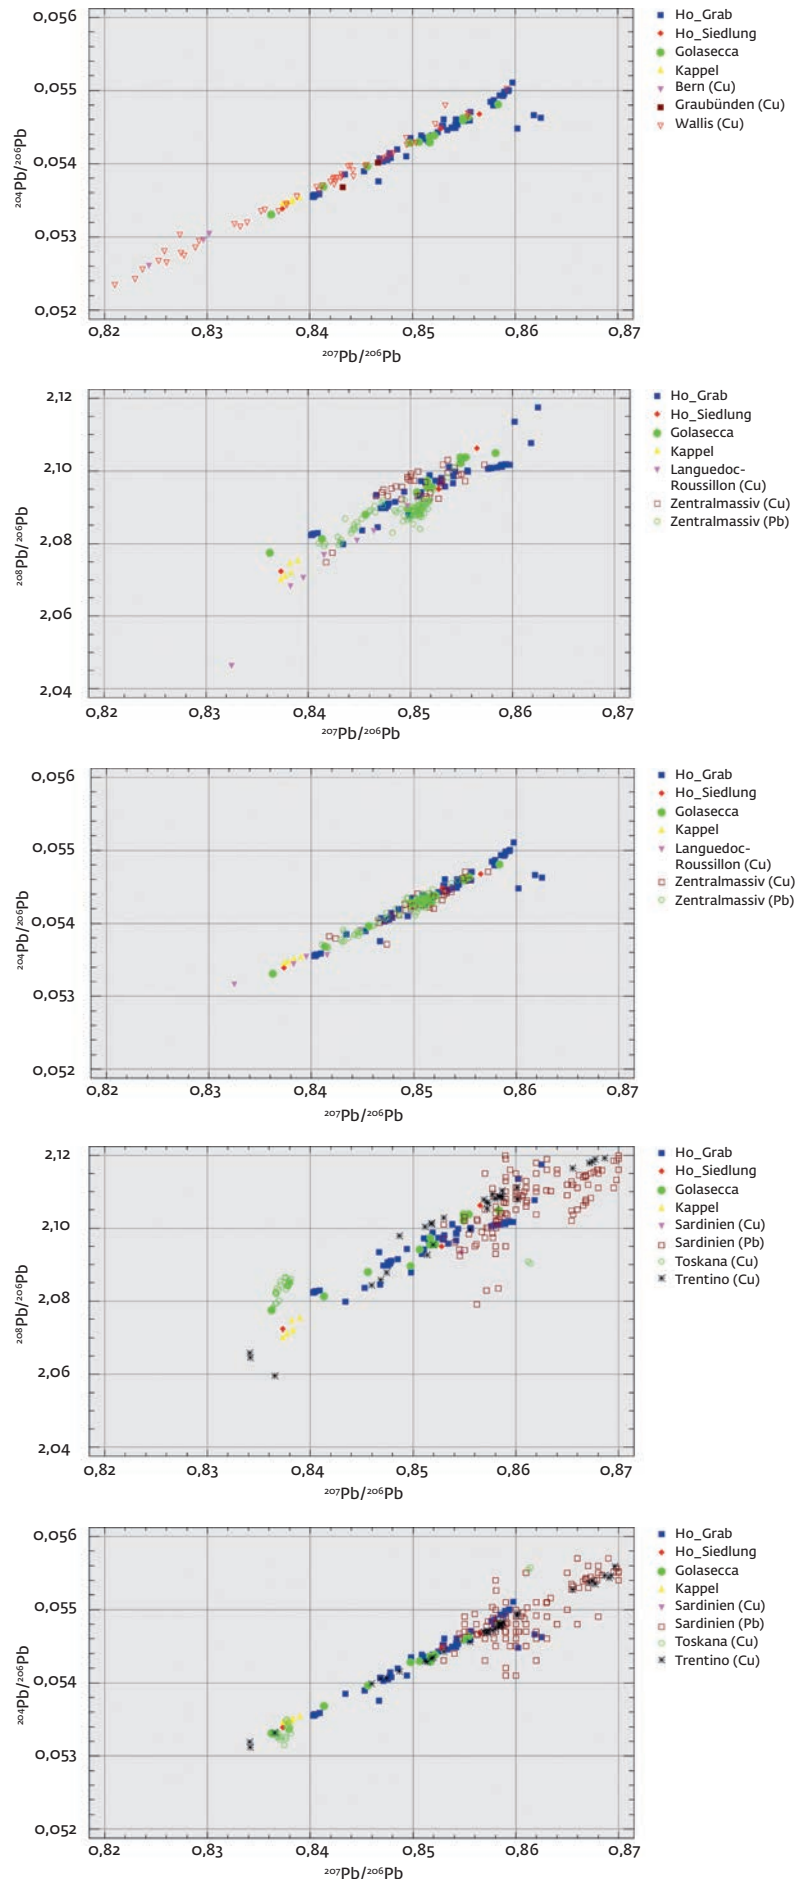 0,056
0,055
0,054
0,053
0,052
²⁰⁴Pb/²⁰⁶Pb
0,82 0,83 0,84 0,85 0,86 0,87
²⁰⁷Pb/²⁰⁶Pb
Ho_Grab
Ho_Siedlung
Golasecca
Kappel
Bern (Cu)
Graubünden (Cu)
Wallis (Cu)
2,12
2,10
2,08
2,06
2,04
²⁰⁸Pb/²⁰⁶Pb
0,82 0,83 0,84 0,85 0,86 0,87
²⁰⁷Pb/²⁰⁶Pb
Ho_Grab
Ho_Siedlung
Golasecca
Kappel
Languedoc-
Roussillon (Cu)
Zentralmassiv (Cu)
Zentralmassiv (Pb)
0,056
0,055
0,054
0,053
0,052
²⁰⁴Pb/²⁰⁶Pb
0,82 0,83 0,84 0,85 0,86 0,87
²⁰⁷Pb/²⁰⁶Pb
Ho_Grab
Ho_Siedlung
Golasecca
Kappel
Languedoc-
Roussillon (Cu)
Zentralmassiv (Cu)
Zentralmassiv (Pb)
2,12
2,10
2,08
2,06
2,04
²⁰⁸Pb/²⁰⁶Pb
0,82 0,83 0,84 0,85 0,86 0,87
²⁰⁷Pb/²⁰⁶Pb
Ho_Grab
Ho_Siedlung
Golasecca
Kappel
Sardinien (Cu)
Sardinien (Pb)
Toskana (Cu)
Trentino (Cu)
0,056
0,055
0,054
0,053
0,052
²⁰⁴Pb/²⁰⁶Pb
0,82 0,83 0,84 0,85 0,86 0,87
²⁰⁷Pb/²⁰⁶Pb
Ho_Grab
Ho_Siedlung
Golasecca
Kappel
Sardinien (Cu)
Sardinien (Pb)
Toskana (Cu)
Trentino (Cu)